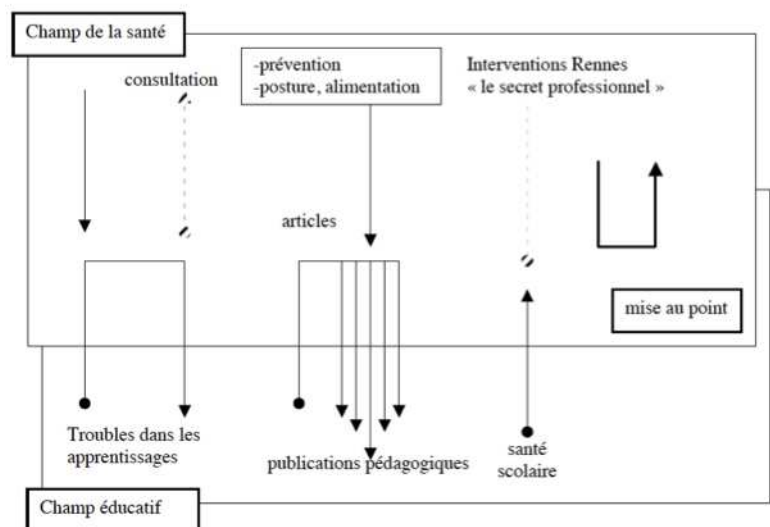 Champ de la santé
consultation
-prévention
-posture, alimentation
Interventions Rennes
« le secret professionnel »
articles
mise au point
Troubles dans les
apprentissages
publications pédagogiques
santé
scolaire
Champ éducatif